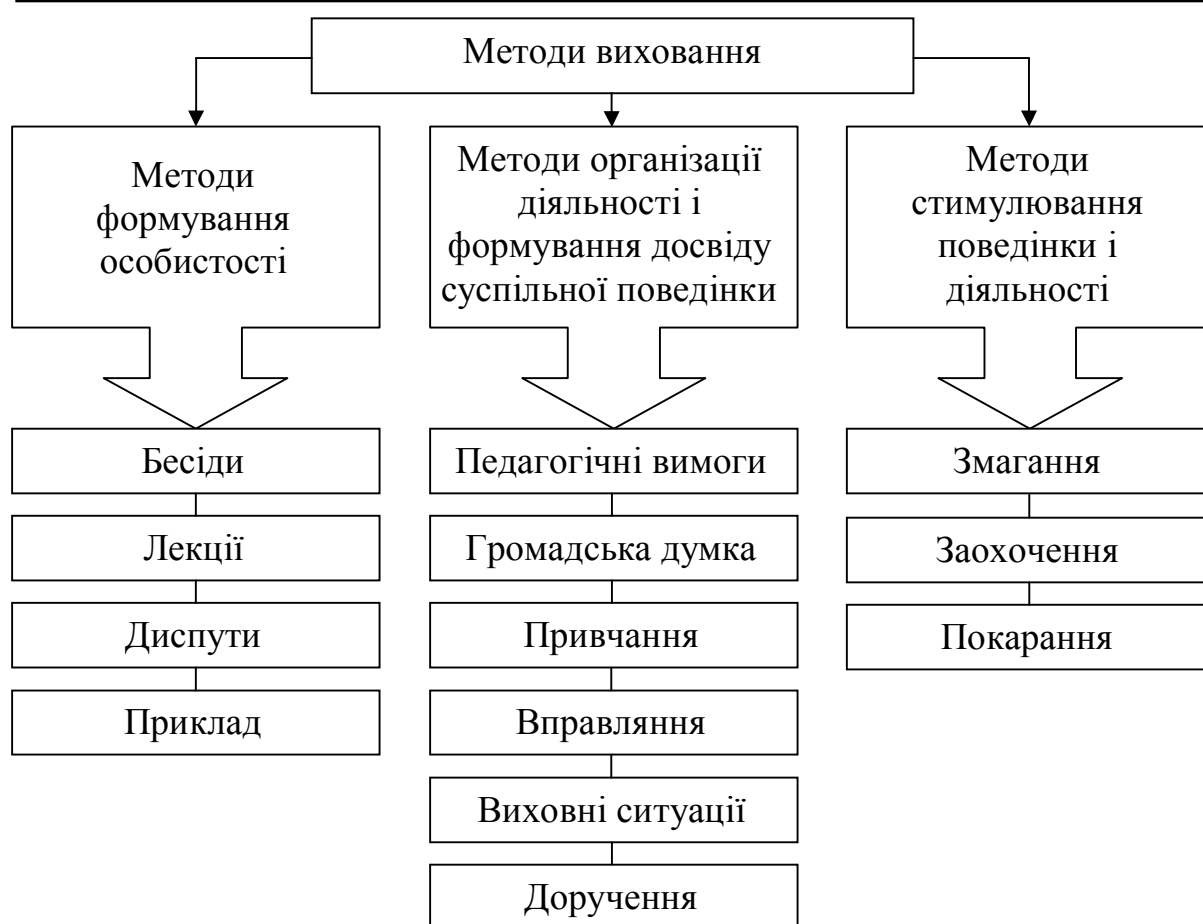 Методи виховання
Методи
формування
особистості
Методи організації
діяльності і
формування досвіду
суспільної поведінки
Методи
стимулювання
поведінки і
діяльності
Бесіди
Лекції
Диспути
Приклад
Педагогічні вимоги
Громадська думка
Привчання
Вправляння
Виховні ситуації
Доручення
Змагання
Заохочення
Покарання